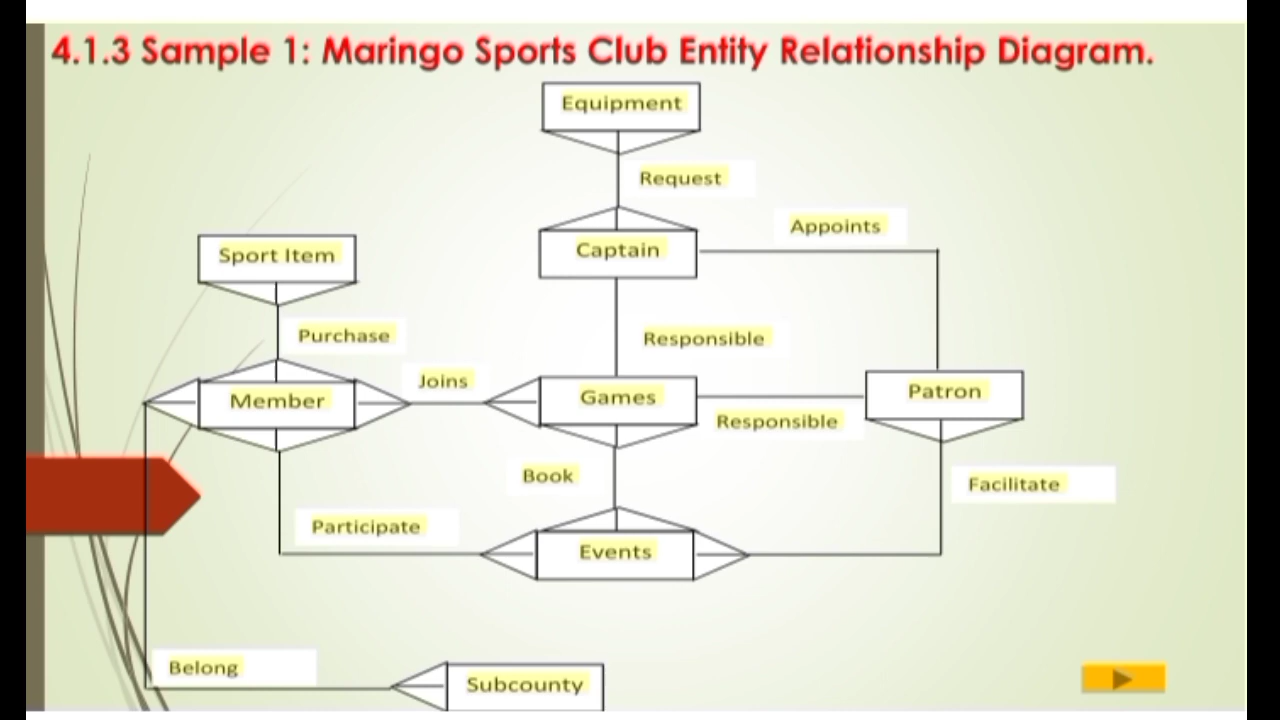 4.1.3 Sample 1: Maringo Sports Club Entity Relationship Diagram.
Equipment
Request
Appoints
Captain
Sport Item
Purchase
Responsible
Joins
Member
Games
Patron
Responsible
Book
Facilitate
Participate
Events
Belong
Subcounty